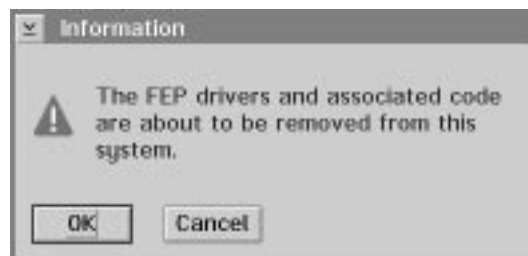 Information
The FEP drivers and associated code
are about to be removed from this
system.
OK Cancel